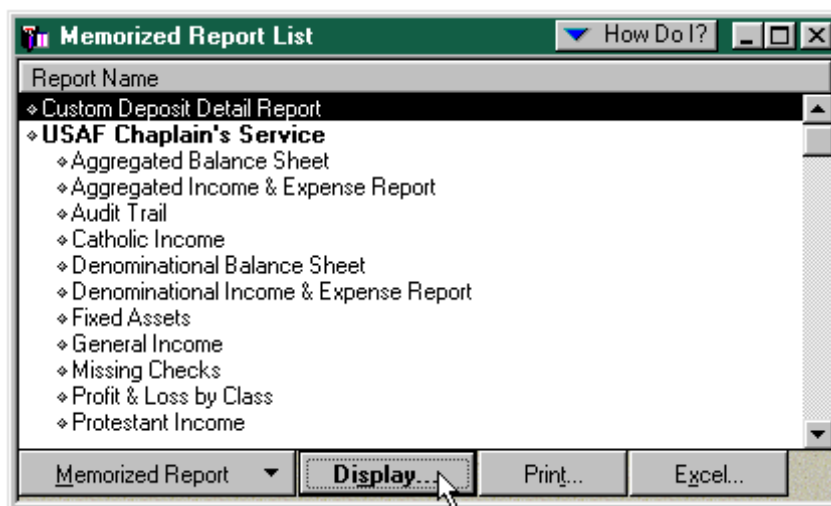 Memorized Report List How Do I?
Report Name
Custom Deposit Detail Report
USAF Chaplain's Service
Aggregated Balance Sheet
Aggregated Income & Expense Report
Audit Trail
Catholic Income
Denominational Balance Sheet
Denominational Income & Expense Report
Fixed Assets
General Income
Missing Checks
Profit & Loss by Class
Protestant Income
Memorized Report Display... Print... Excel...